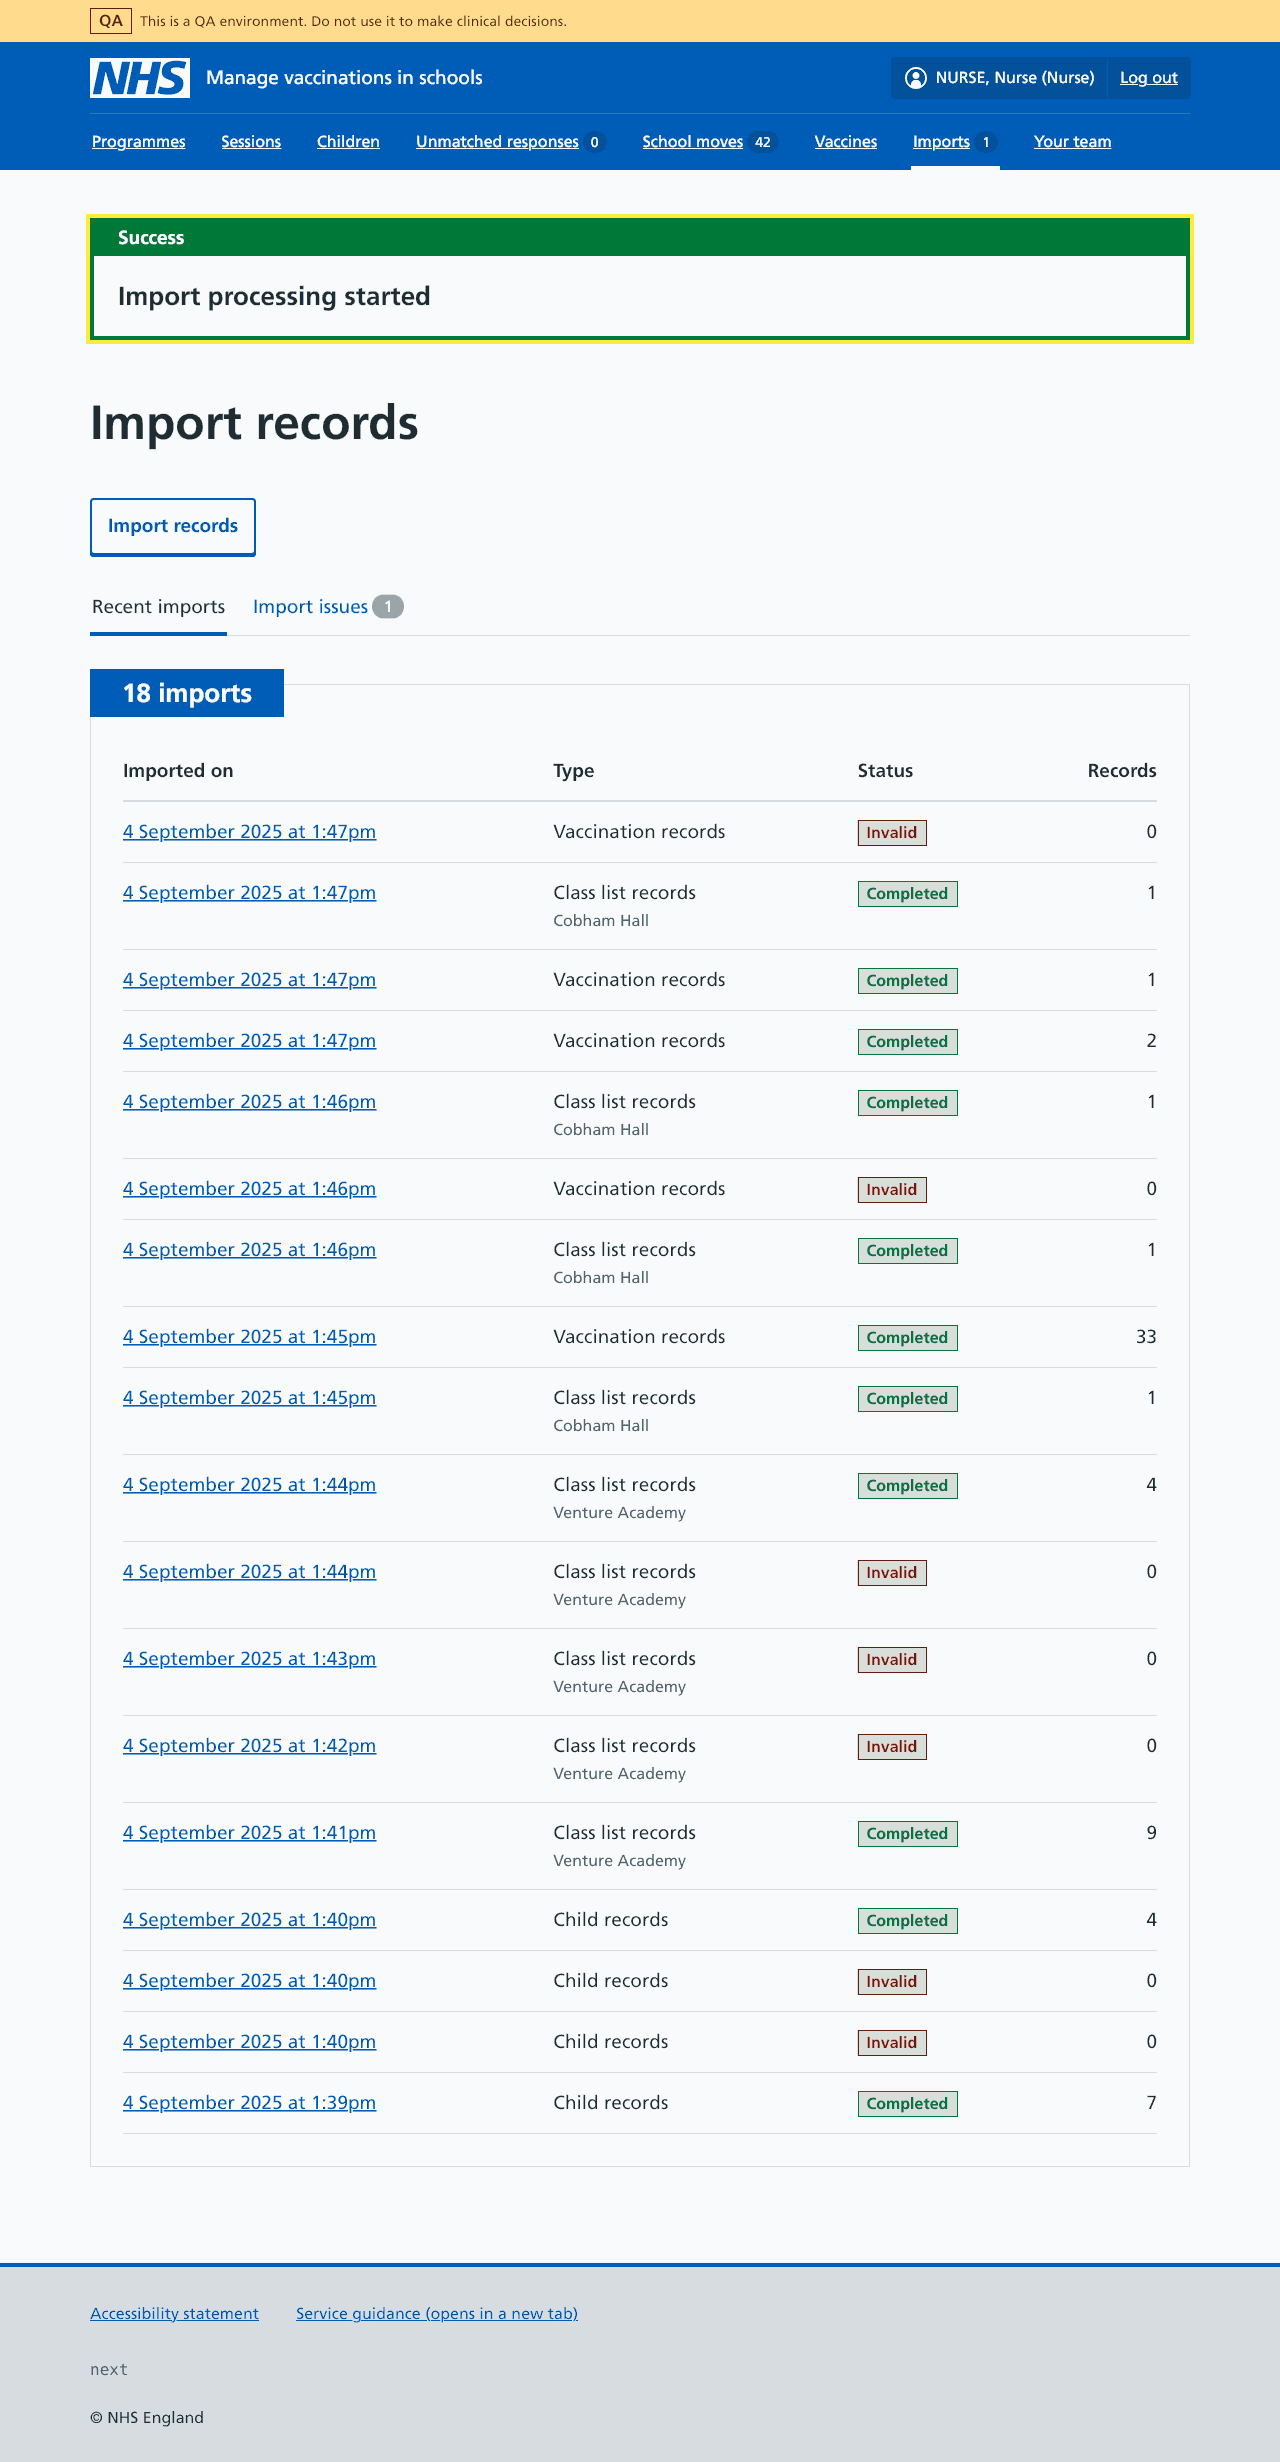 QA This is a QA environment. Do not use it to make clinical decisions.
NHS Manage vaccinations in schools NURSE, Nurse (Nurse) Log out
Programmes Sessions Children Unmatched responses 0 School moves 42 Vaccines Imports 1 Your team
Success
Import processing started
Import records
Import records
Recent imports Import issues 1
18 imports
Imported on Type Status Records
4 September 2025 at 1:47pm Vaccination records Invalid 0
4 September 2025 at 1:47pm Class list records Completed 1
Cobham Hall
4 September 2025 at 1:47pm Vaccination records Completed 1
4 September 2025 at 1:47pm Vaccination records Completed 2
4 September 2025 at 1:46pm Class list records Completed 1
Cobham Hall
4 September 2025 at 1:46pm Vaccination records Invalid 0
4 September 2025 at 1:46pm Class list records Completed 1
Cobham Hall
4 September 2025 at 1:45pm Vaccination records Completed 33
4 September 2025 at 1:45pm Class list records Completed 1
Cobham Hall
4 September 2025 at 1:44pm Class list records Completed 4
Venture Academy
4 September 2025 at 1:44pm Class list records Invalid 0
Venture Academy
4 September 2025 at 1:43pm Class list records Invalid 0
Venture Academy
4 September 2025 at 1:42pm Class list records Invalid 0
Venture Academy
4 September 2025 at 1:41pm Class list records Completed 9
Venture Academy
4 September 2025 at 1:40pm Child records Completed 4
4 September 2025 at 1:40pm Child records Invalid 0
4 September 2025 at 1:40pm Child records Invalid 0
4 September 2025 at 1:39pm Child records Completed 7
Accessibility statement Service guidance (opens in a new tab)
next
© NHS England